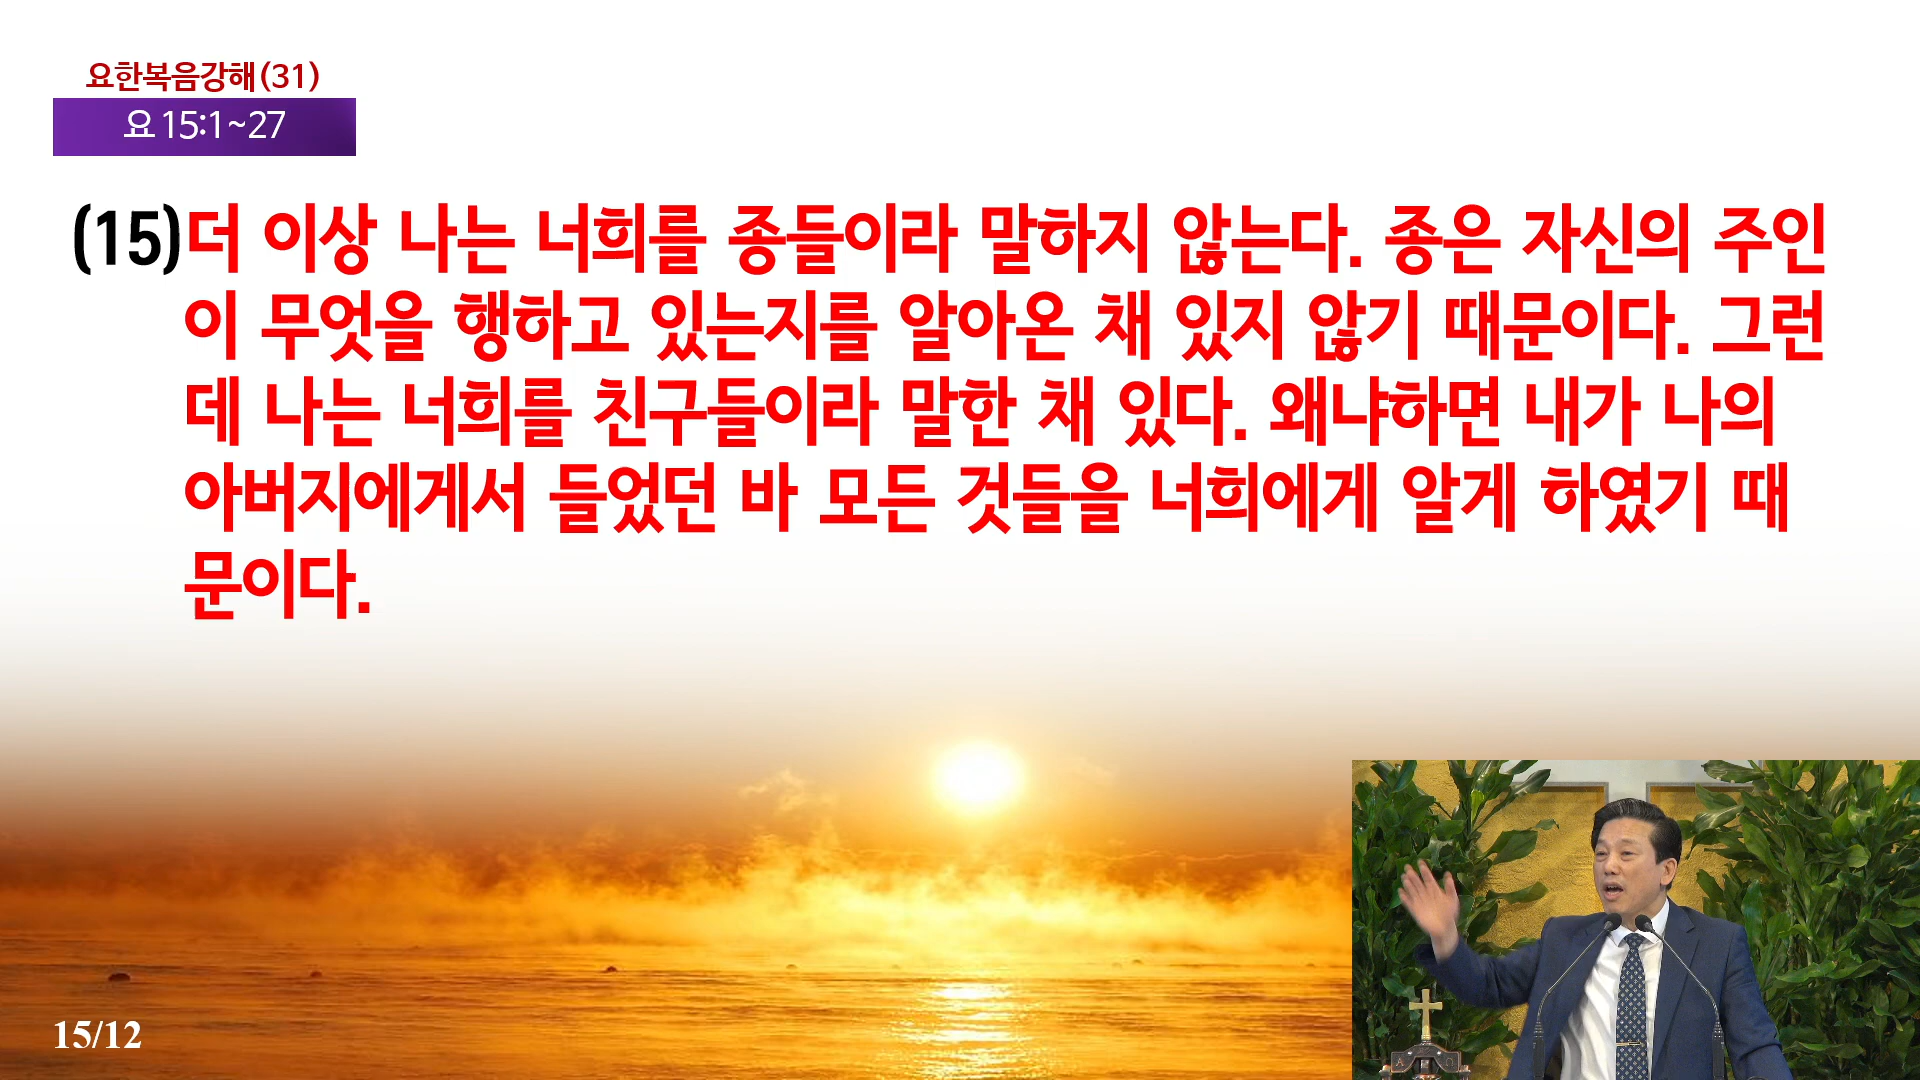 요한복음강해(31)
요 15:1~27
(15)더 이상 나는 너희를 종들이라 말하지 않는다. 종은 자신의 주인
이 무엇을 행하고 있는지를 알아온 채 있지 않기 때문이다. 그런
데 나는 너희를 친구들이라 말한 채 있다. 왜냐하면 내가 나의
아버지에게서 들었던 바 모든 것들을 너희에게 알게 하였기 때
문이다.
15/12
A Ω